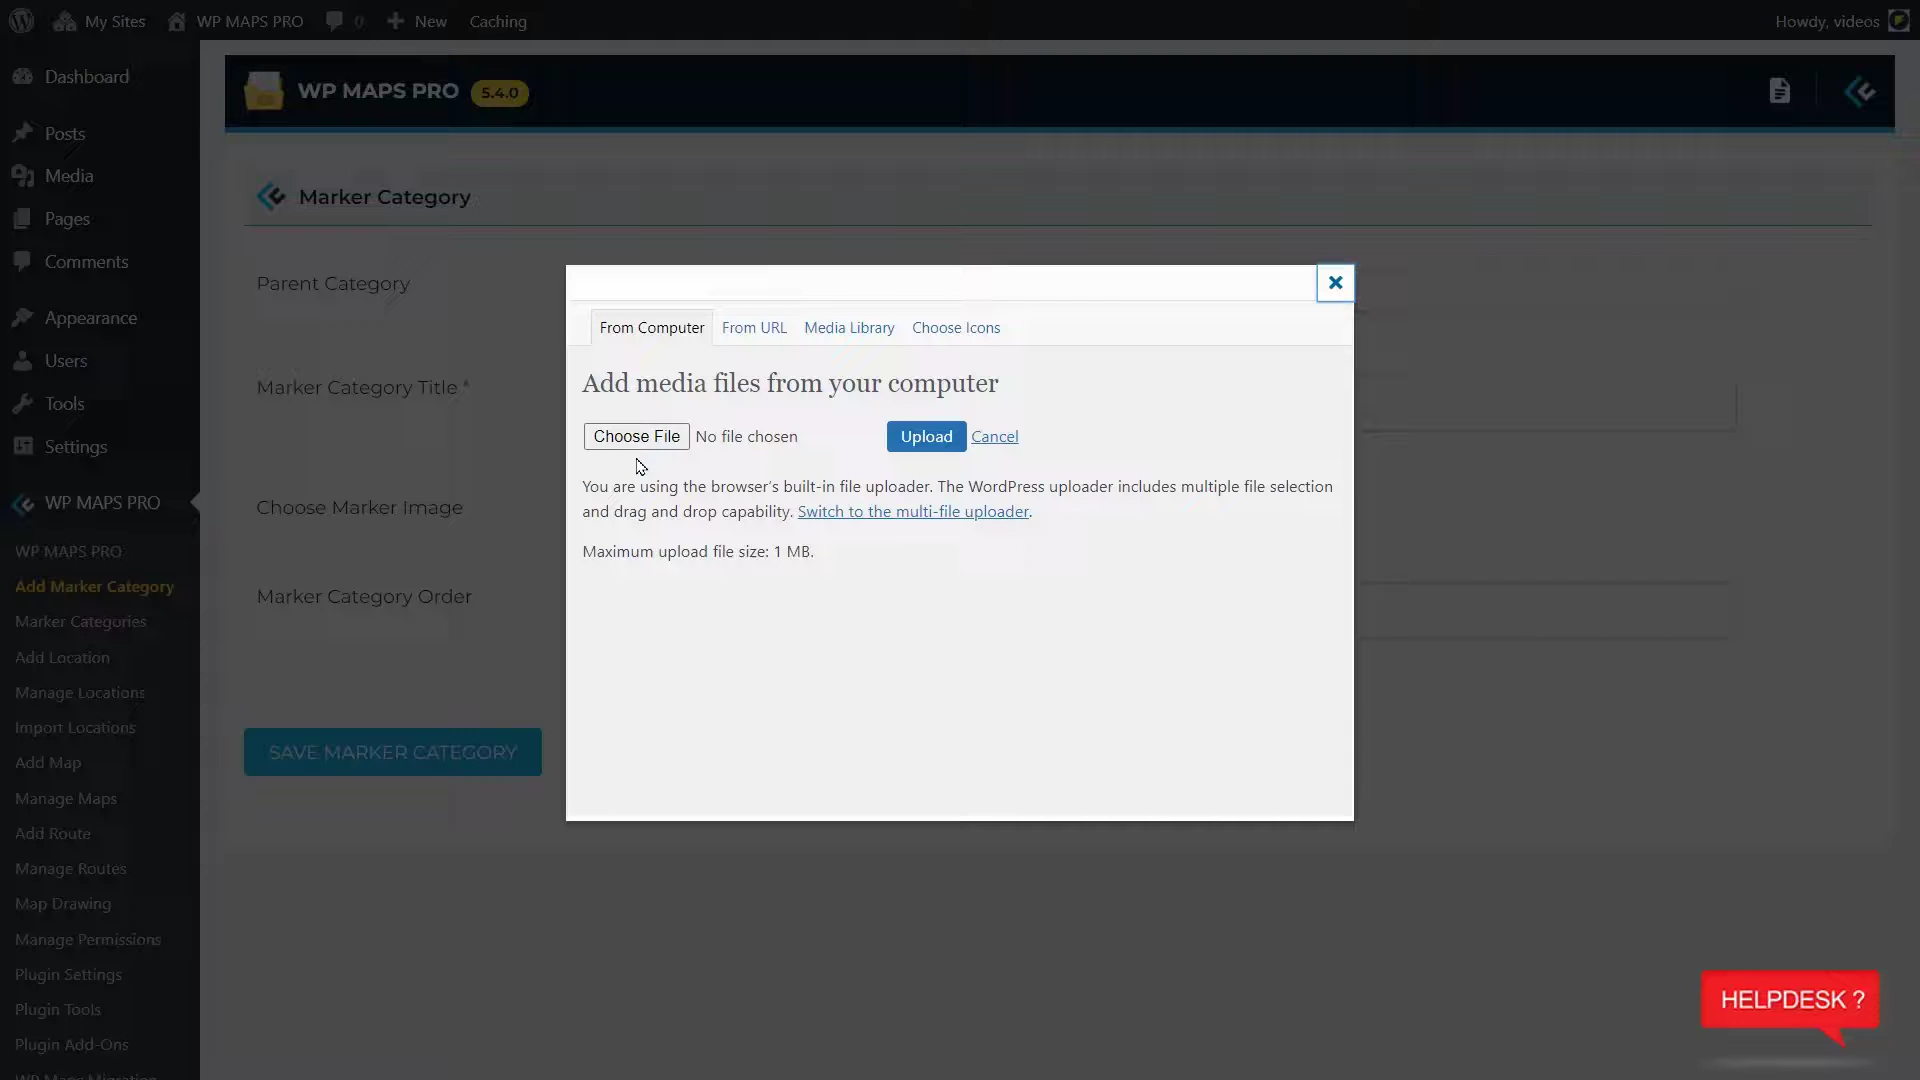 My Sites
WP MAPS PRO
0
New
Caching
Howdy, videos
Dashboard
Posts
Media
Pages
Comments
Appearance
Users
Tools
Settings
WP MAPS PRO
WP MAPS PRO
Add Marker Category
Marker Categories
Add Location
Manage Locations
Import Locations
Add Map
Manage Maps
Add Route
Manage Routes
Map Drawing
Manage Permissions
Plugin Settings
Plugin Tools
Plugin Add-Ons
WP Maps Migration
WP MAPS PRO 5.4.0
Marker Category
Parent Category
Marker Category Title *
Choose Marker Image
Marker Category Order
SAVE MARKER CATEGORY
From Computer From URL Media Library Choose Icons
Add media files from your computer
Choose File No file chosen Upload Cancel
You are using the browser’s built-in file uploader. The WordPress uploader includes multiple file selection
and drag and drop capability. Switch to the multi-file uploader.
Maximum upload file size: 1 MB.
HELPDESK ?